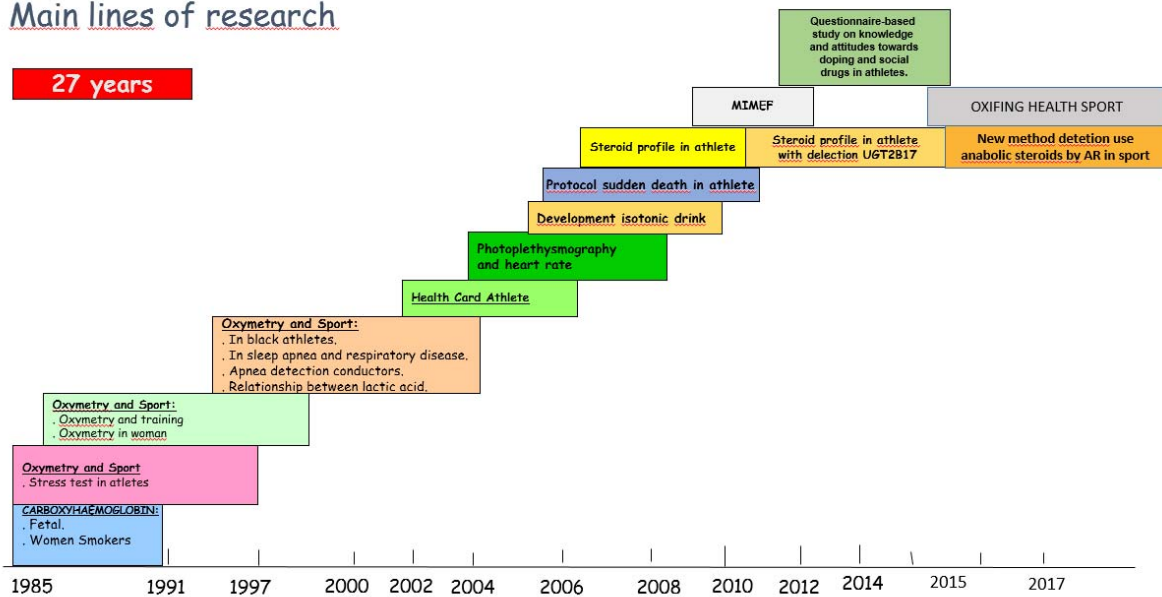 Main lines of research
27 years
Questionnaire-based
study on knowledge
and attitudes towards
doping and social
drugs in athletes.
MIMEF
OXIFING HEALTH SPORT
Steroid profile in athlete
Steroid profile in athlete
with delection UGT2B17
New method detetion use
anabolic steroids by AR in sport
Protocol sudden death in athlete
Development isotonic drink
Photoplethysmography
and heart rate
Health Card Athlete
Oxymetry and Sport:
. In black athletes.
. In sleep apnea and respiratory disease.
. Apnea detection conductors.
. Relationship between lactic acid.
Oxymetry and Sport:
. Oxymetry and training
. Oxymetry in woman
Oxymetry and Sport
. Stress test in atletes
CARBOXYHAEMOGLOBIN:
. Fetal.
. Women Smokers
1985 1991 1997 2000 2002 2004 2006 2008 2010 2012 2014 2015 2017